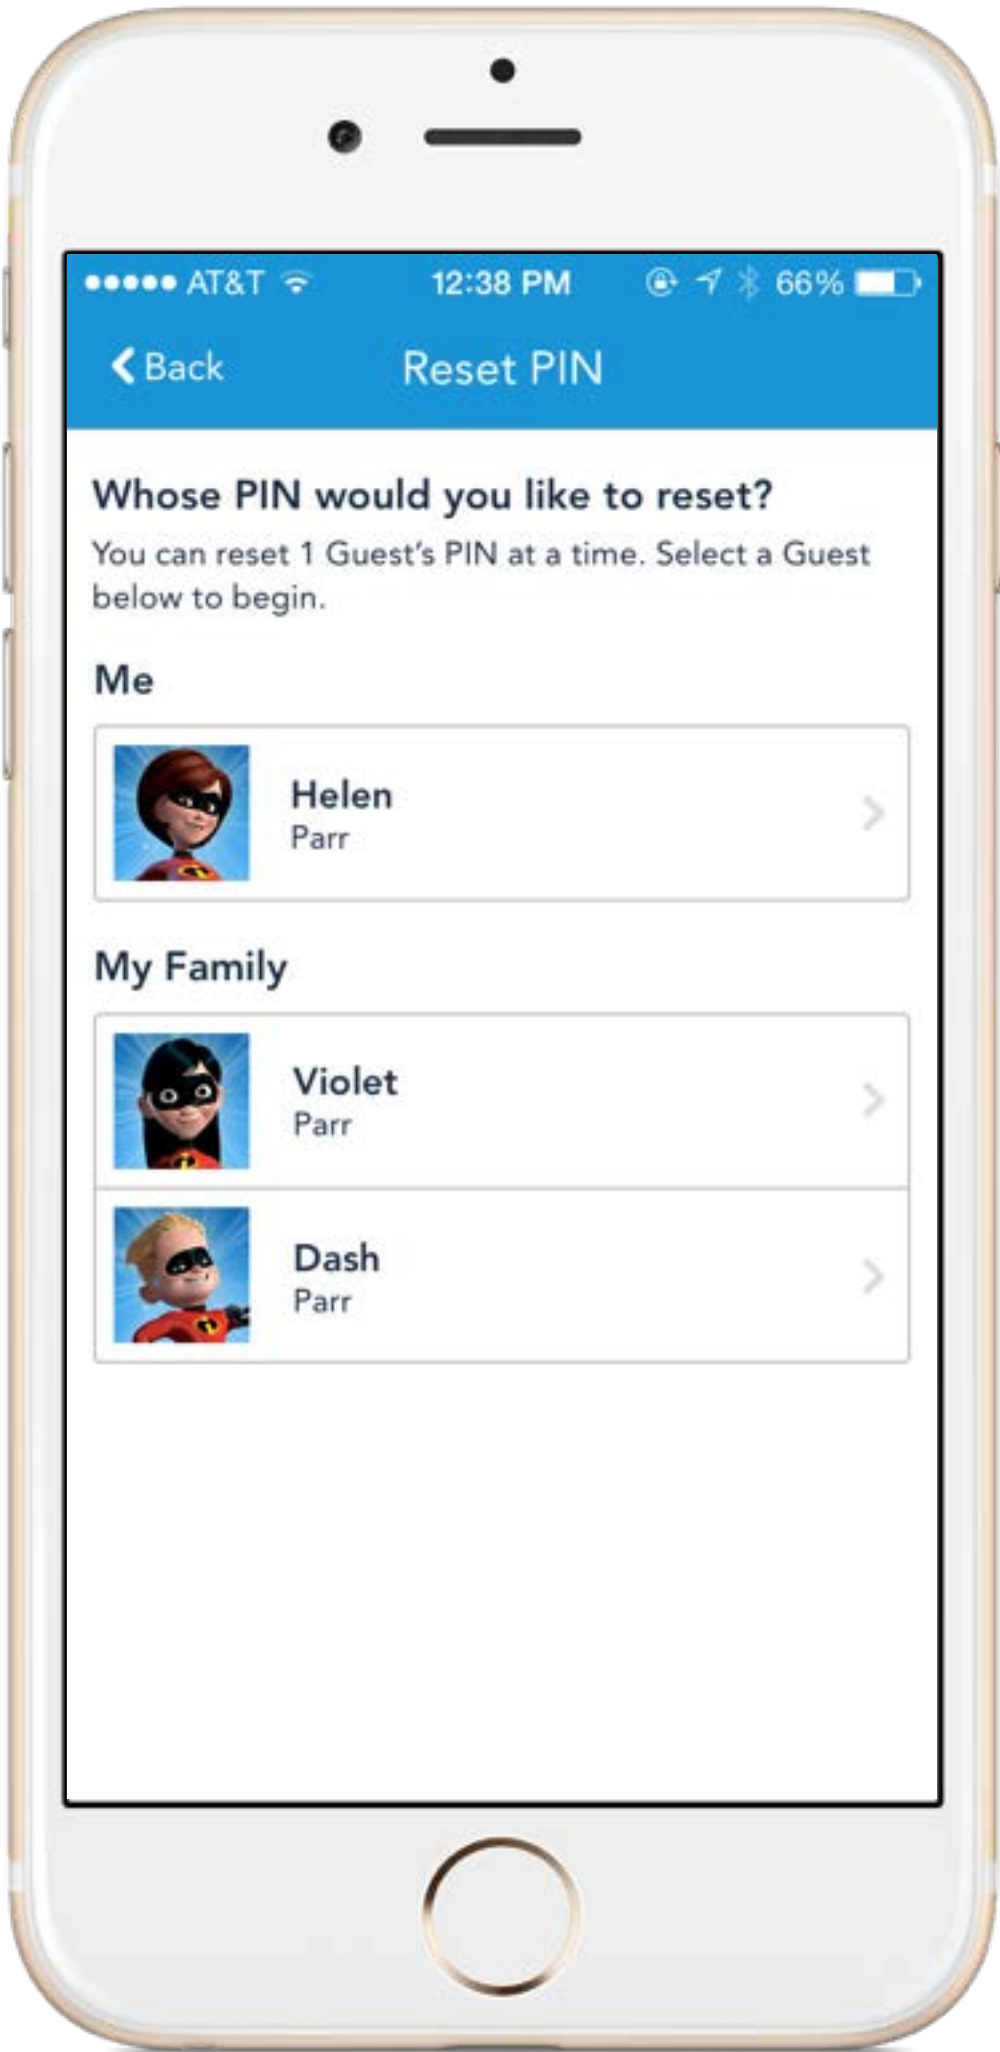 AT&T 12:38 PM 66%
Back Reset PIN
Whose PIN would you like to reset?
You can reset 1 Guest's PIN at a time. Select a Guest
below to begin.
Me
Helen
Parr
My Family
Violet
Parr
Dash
Parr